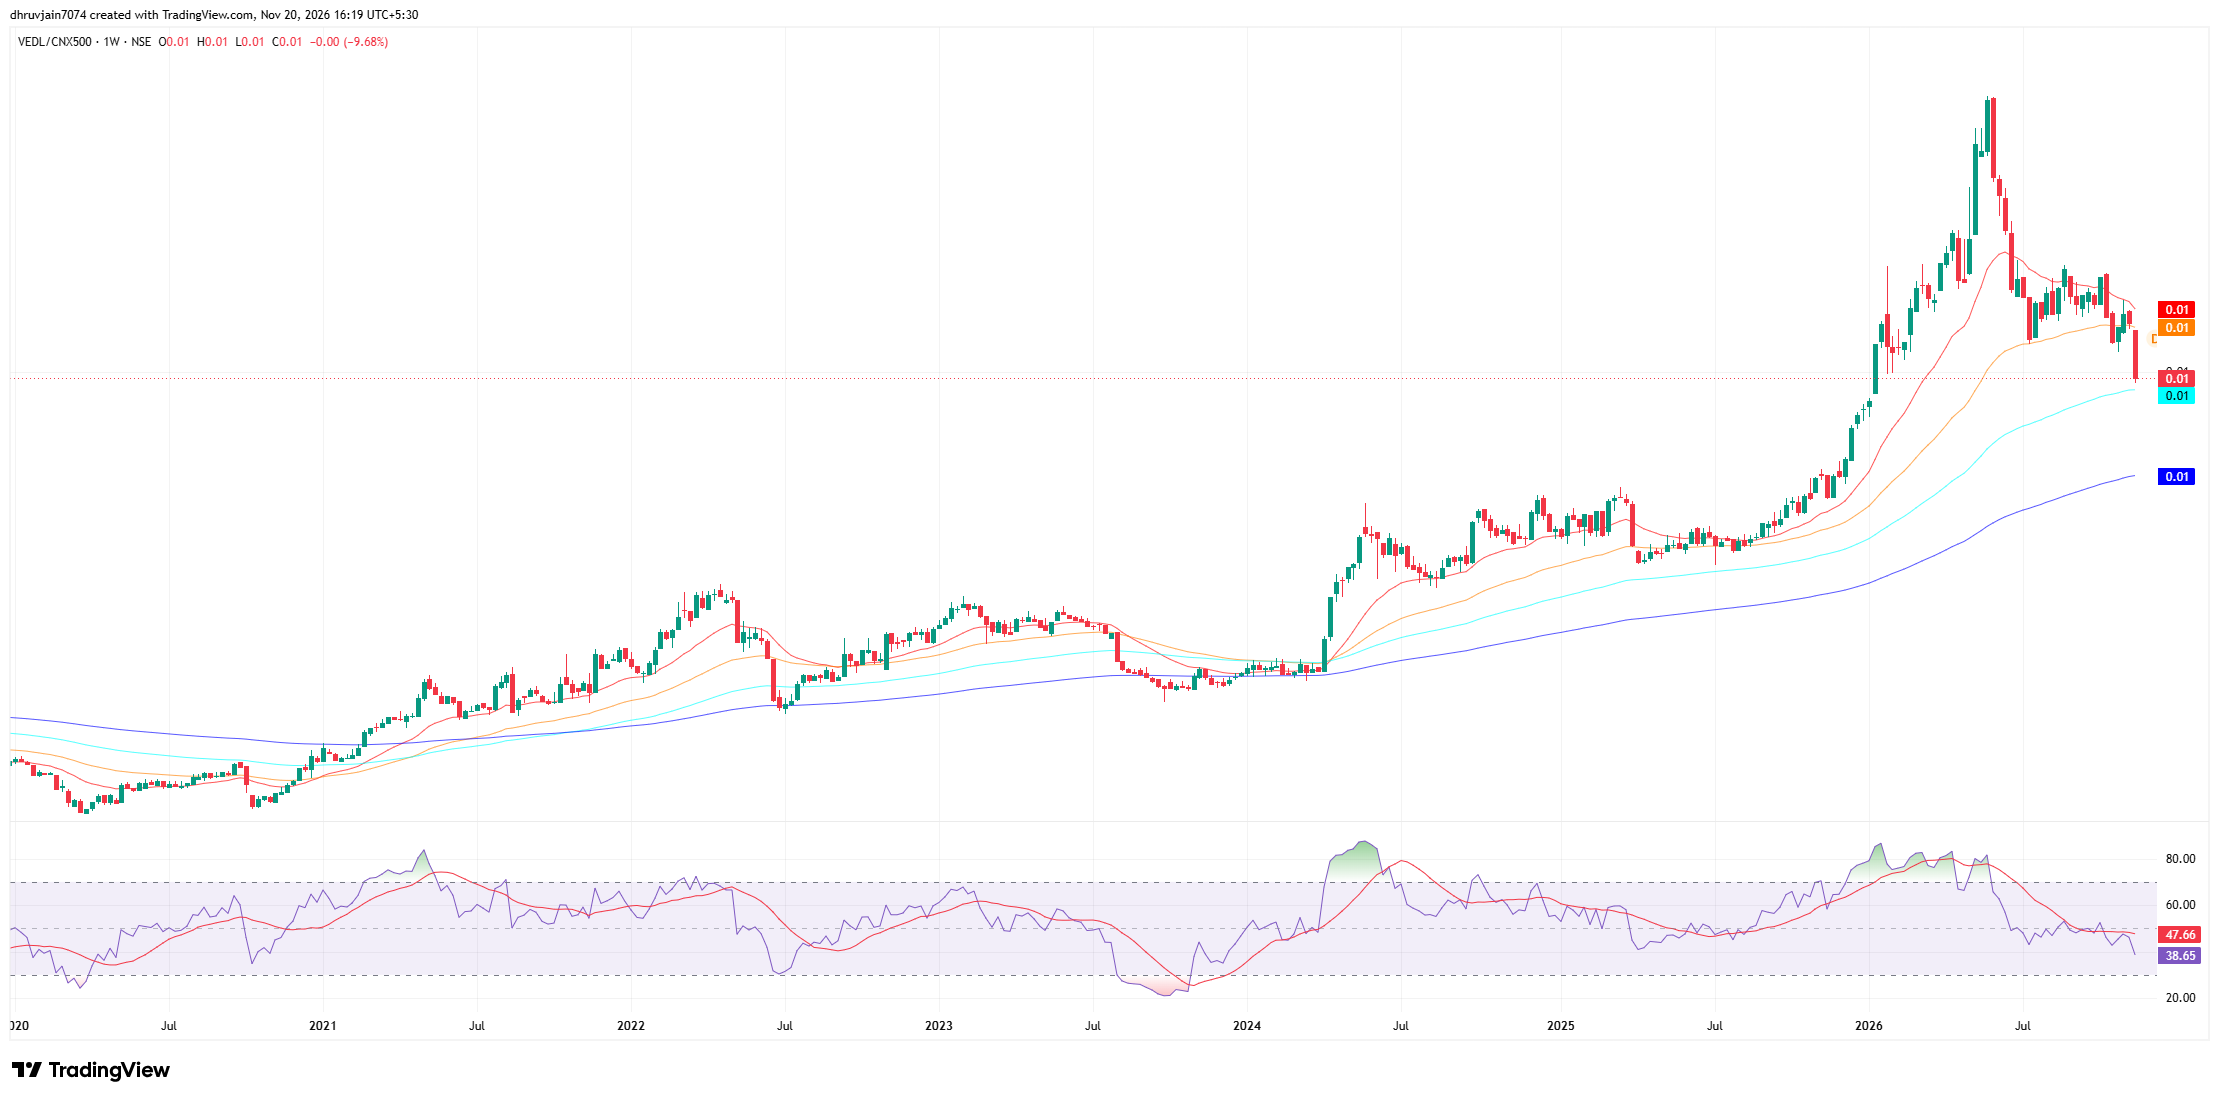 dhruvjain7074 created with TradingView.com, Nov 20, 2026 16:19 UTC+5:30
VEDL/CNX500 · 1W · NSE O0.01 H0.01 L0.01 C0.01 −0.00 (−9.68%)
0.01
0.01
0.01
0.01
0.01
80.00
60.00
47.66
38.65
20.00
020 Jul 2021 Jul 2022 Jul 2023 Jul 2024 Jul 2025 Jul 2026 Jul
TradingView